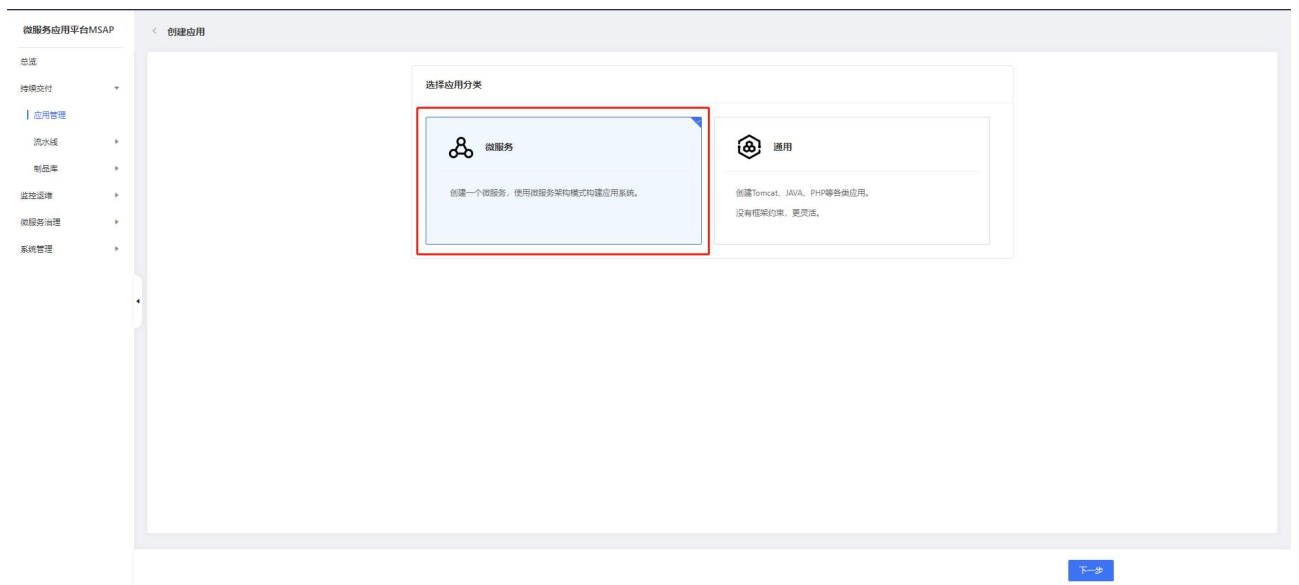 微服务应用平台MSAP
创建应用
总览
持续交付
应用管理
流水线
制品库
监控运维
微服务治理
系统管理
选择应用分类
微服务
创建一个微服务，使用微服务架构模式构建应用系统。
通用
创建Tomcat、JAVA、PHP等各类应用。
没有框架约束，更灵活。
下一步